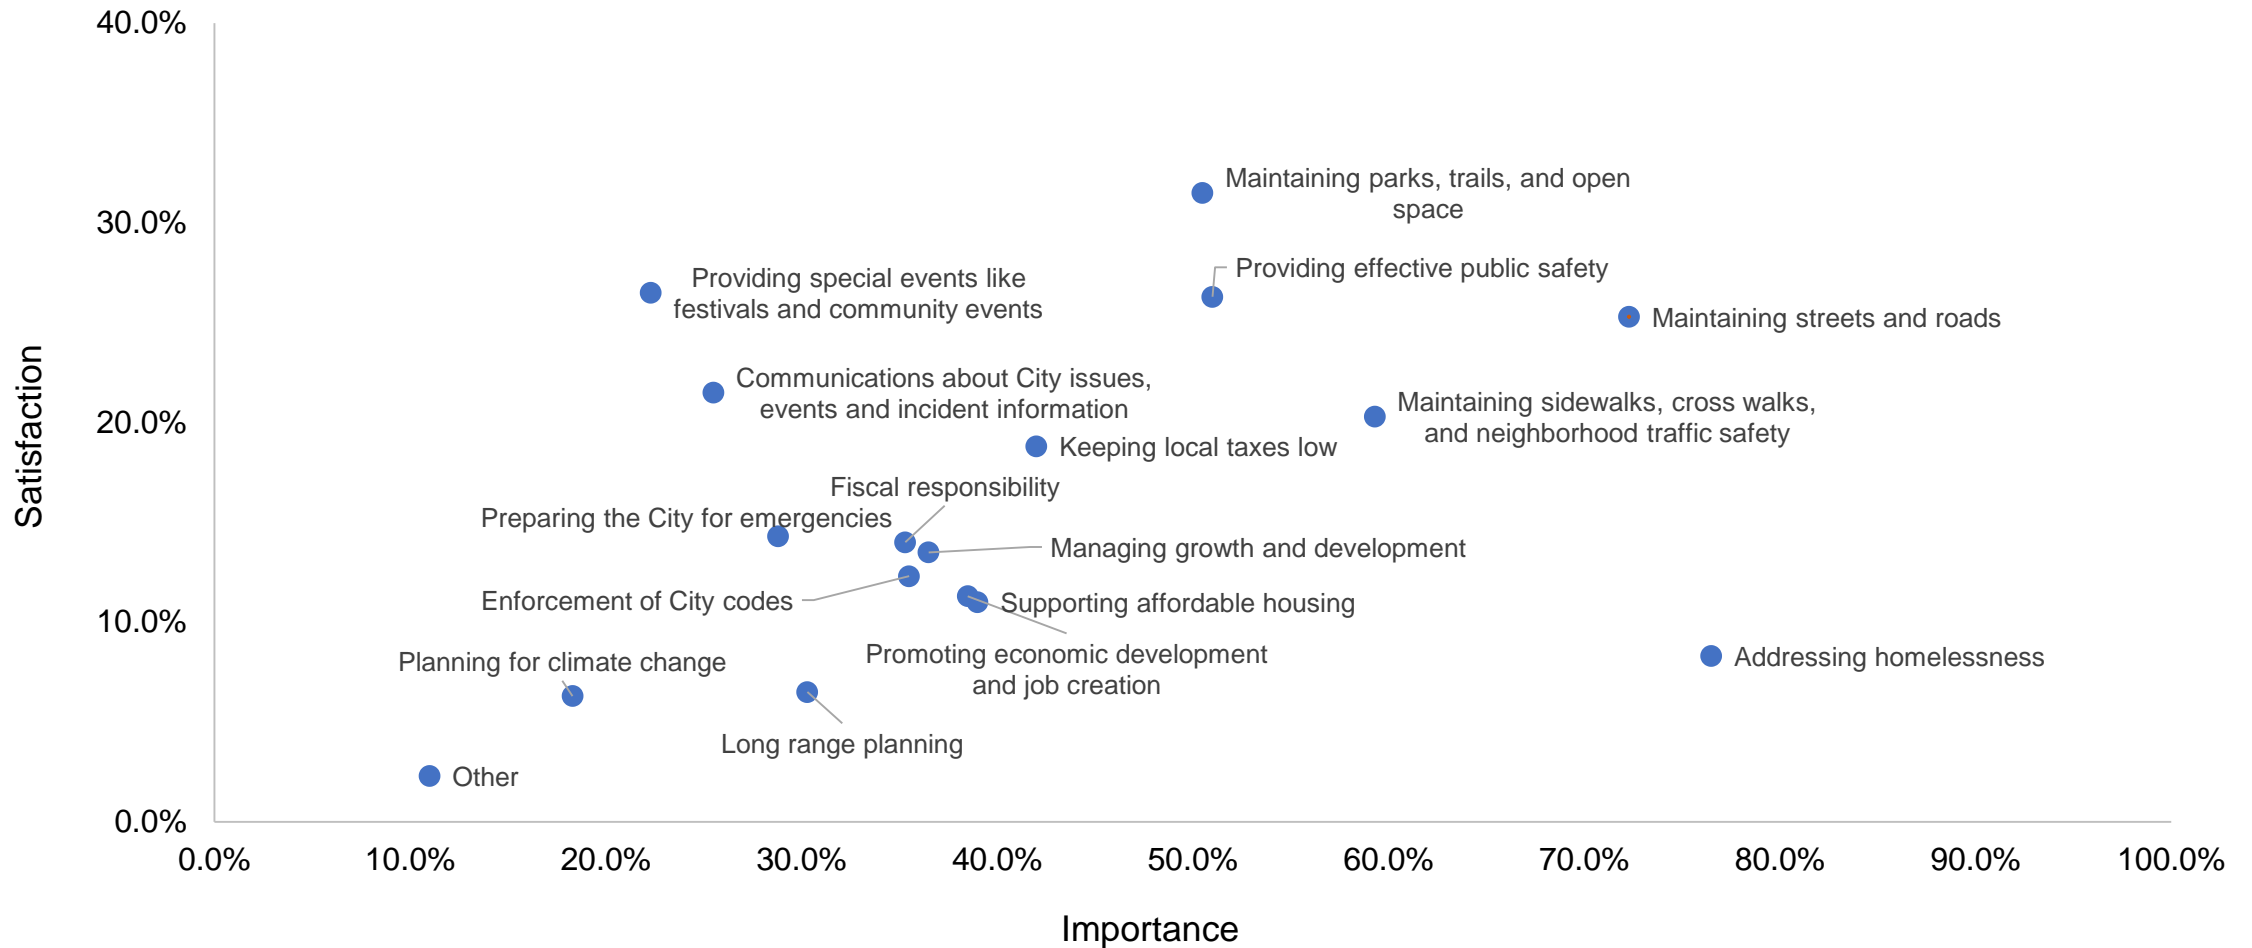 40.0%
30.0%
20.0%
10.0%
0.0%
Satisfaction
Maintaining parks, trails, and open
space
Providing effective public safety
Providing special events like
festivals and community events
Maintaining streets and roads
Communications about City issues,
events and incident information
Maintaining sidewalks, cross walks,
and neighborhood traffic safety
Keeping local taxes low
Fiscal responsibility
Preparing the City for emergencies
Managing growth and development
Enforcement of City codes
Supporting affordable housing
Promoting economic development
and job creation
Planning for climate change
Addressing homelessness
Long range planning
Other
0.0%
10.0%
20.0%
30.0%
40.0%
50.0%
60.0%
70.0%
80.0%
90.0%
100.0%
Importance